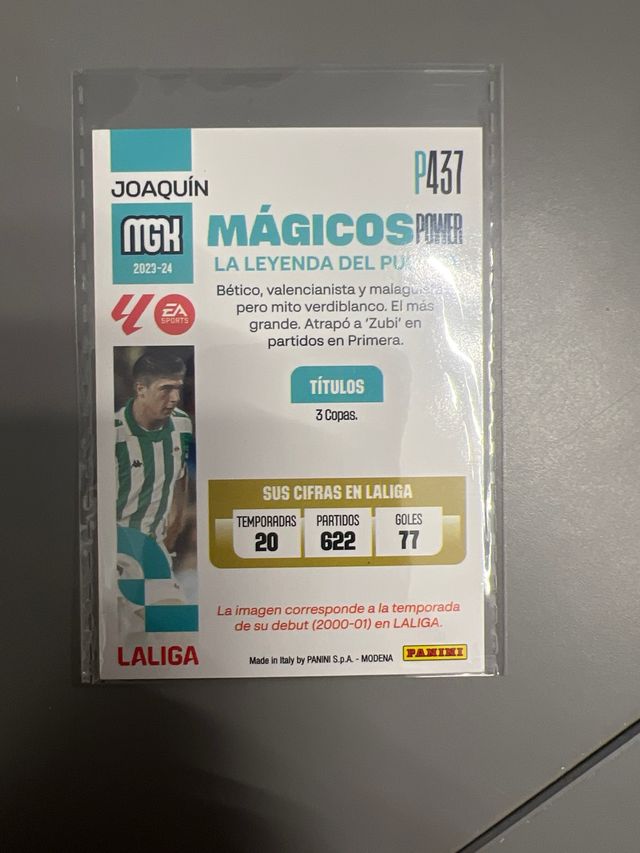 JOAQUÍN
P437
MGK
2023-24
MÁGICOS POWER
LA LEYENDA DEL
EA
SPORTS
Bético, valencianista y malaguista
pero mito verdiblanco. El más
grande. Atrapó a ‘Zubi’ en
partidos en Primera.
TÍTULOS
3 Copas.
SUS CIFRAS EN LALIGA
TEMPORADAS
20
PARTIDOS
622
GOLES
77
La imagen corresponde a la temporada
de su debut (2000-01) en LALIGA.
LALIGA
Made in Italy by PANINI S.p.A. - MODENA
PANINI